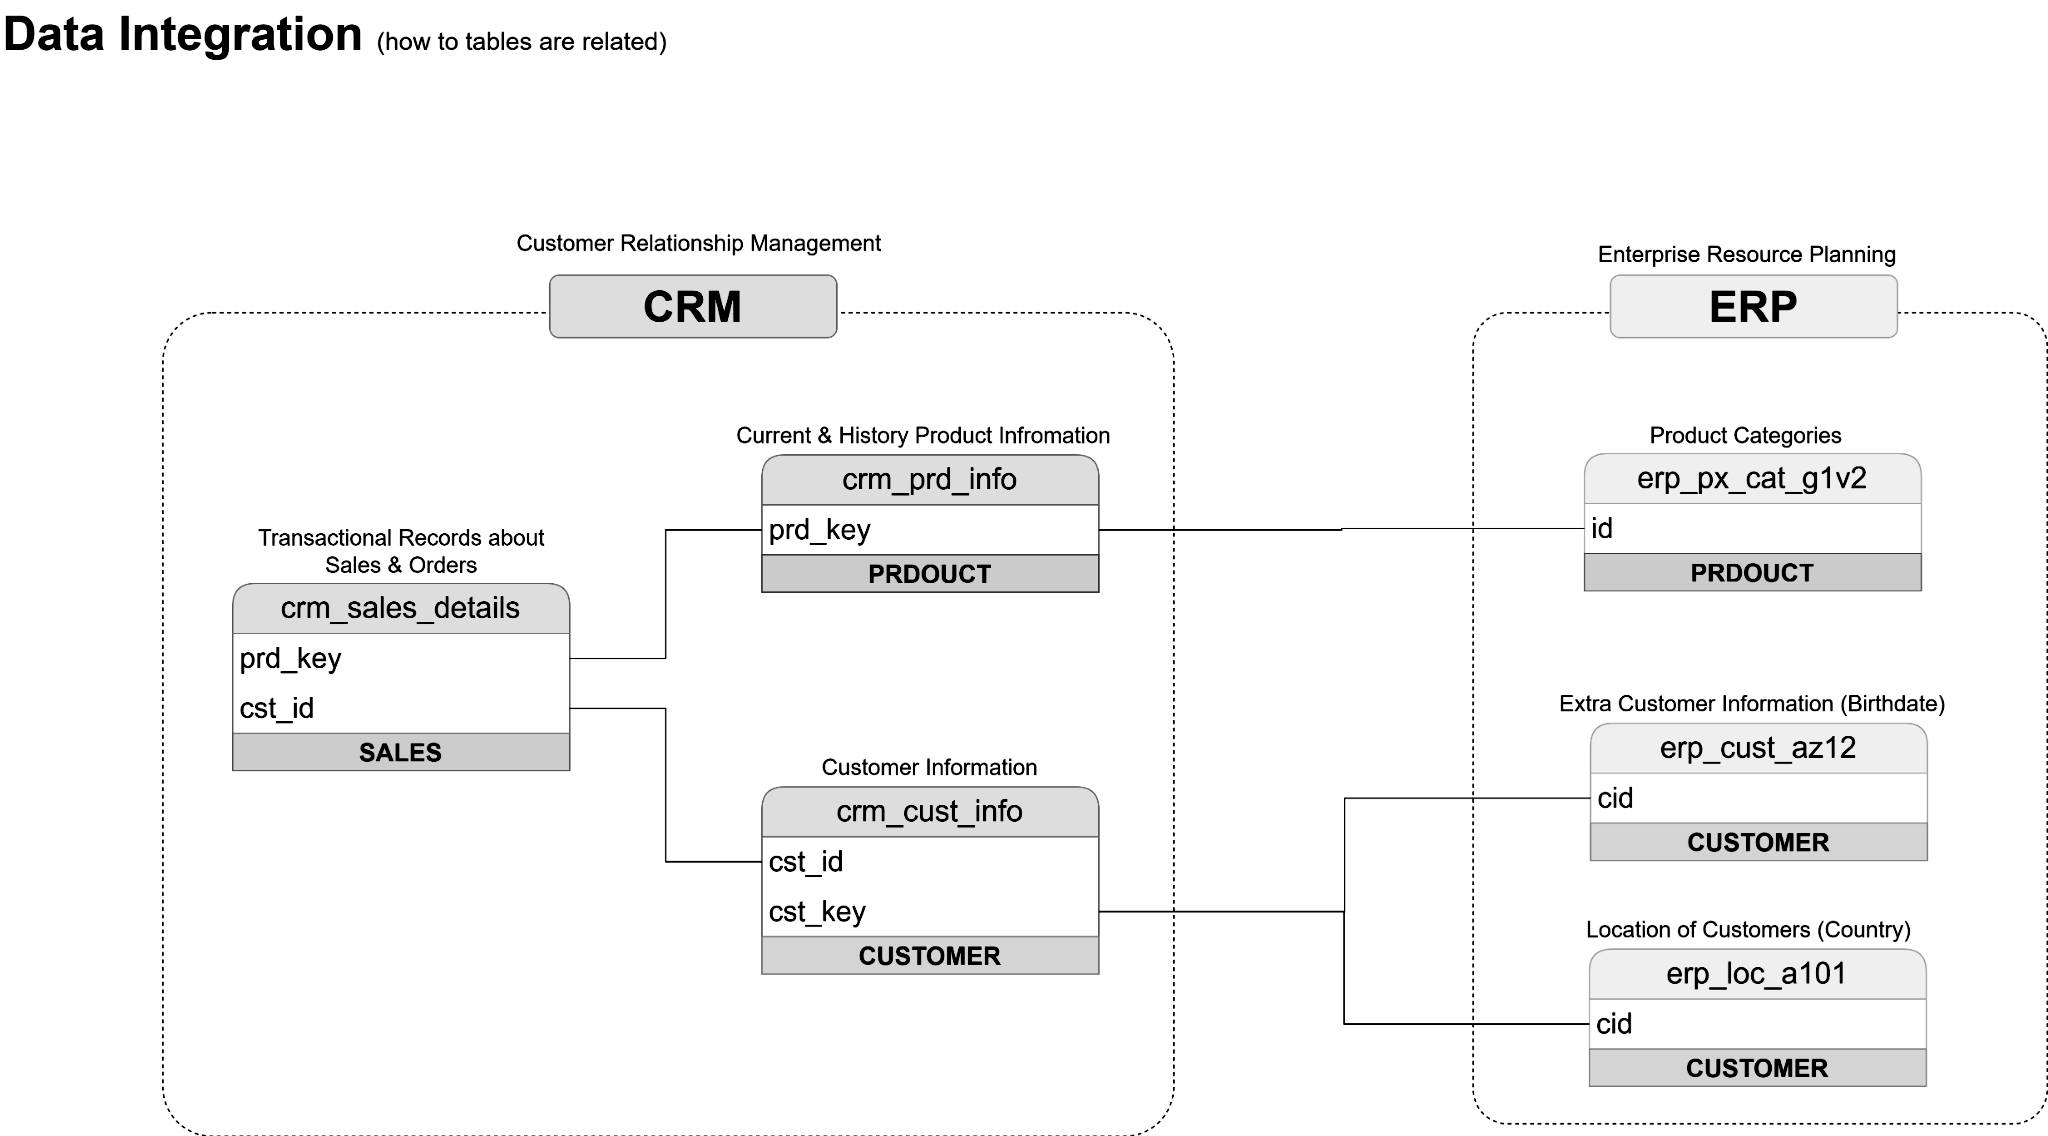 Data Integration (how to tables are related)
Customer Relationship Management
CRM
Enterprise Resource Planning
ERP
Transactional Records about
Sales & Orders
crm_sales_details
prd_key
cst_id
SALES
Current & History Product Infromation
crm_prd_info
prd_key
PRDOUCT
Customer Information
crm_cust_info
cst_id
cst_key
CUSTOMER
Product Categories
erp_px_cat_g1v2
id
PRDOUCT
Extra Customer Information (Birthdate)
erp_cust_az12
cid
CUSTOMER
Location of Customers (Country)
erp_loc_a101
cid
CUSTOMER